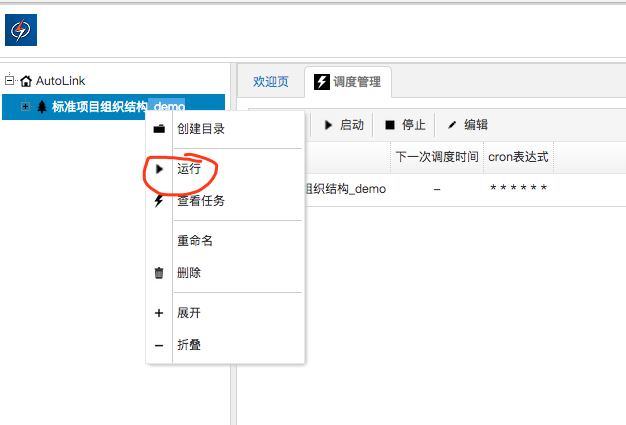 AutoLink
标准项目组织结构_demo
欢迎页
调度管理
启动
停止
编辑
下一次调度时间
cron表达式
组织结构_demo
–
* * * * * *
创建目录
运行
查看任务
重命名
删除
展开
折叠